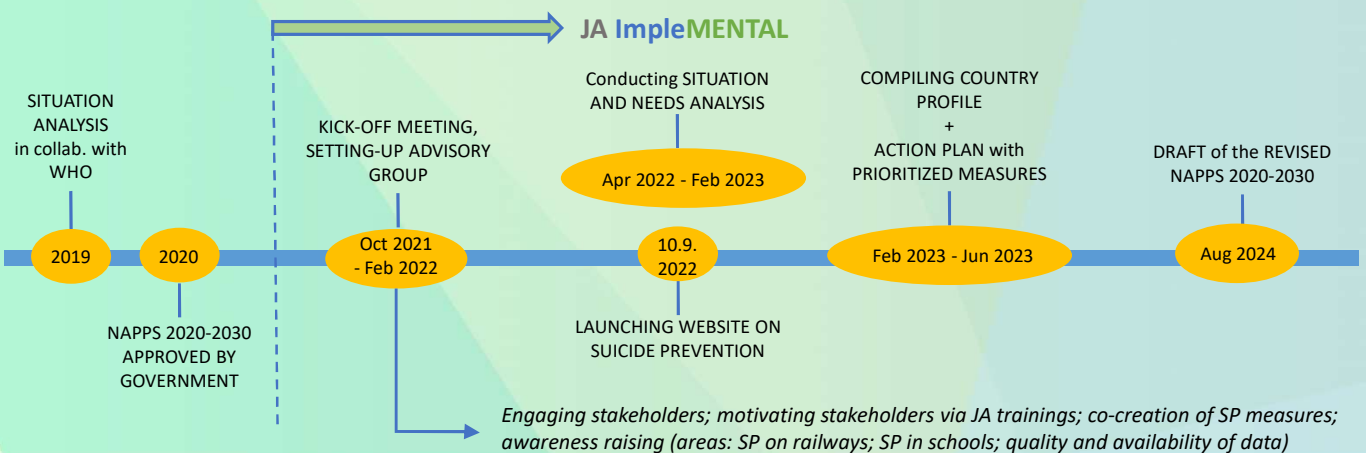 JA ImpleMENTAL
SITUATION
ANALYSIS
in collab. with
WHO
2019
2020
NAPPS 2020-2030
APPROVED BY
GOVERNMENT
KICK-OFF MEETING,
SETTING-UP ADVISORY
GROUP
Oct 2021
- Feb 2022
Conducting SITUATION
AND NEEDS ANALYSIS
Apr 2022 - Feb 2023
10.9.
2022
LAUNCHING WEBSITE ON
SUICIDE PREVENTION
COMPILING COUNTRY
PROFILE
+
ACTION PLAN with
PRIORITIZED MEASURES
Feb 2023 - Jun 2023
DRAFT of the REVISED
NAPPS 2020-2030
Aug 2024
Engaging stakeholders; motivating stakeholders via JA trainings; co-creation of SP measures;
awareness raising (areas: SP on railways; SP in schools; quality and availability of data)